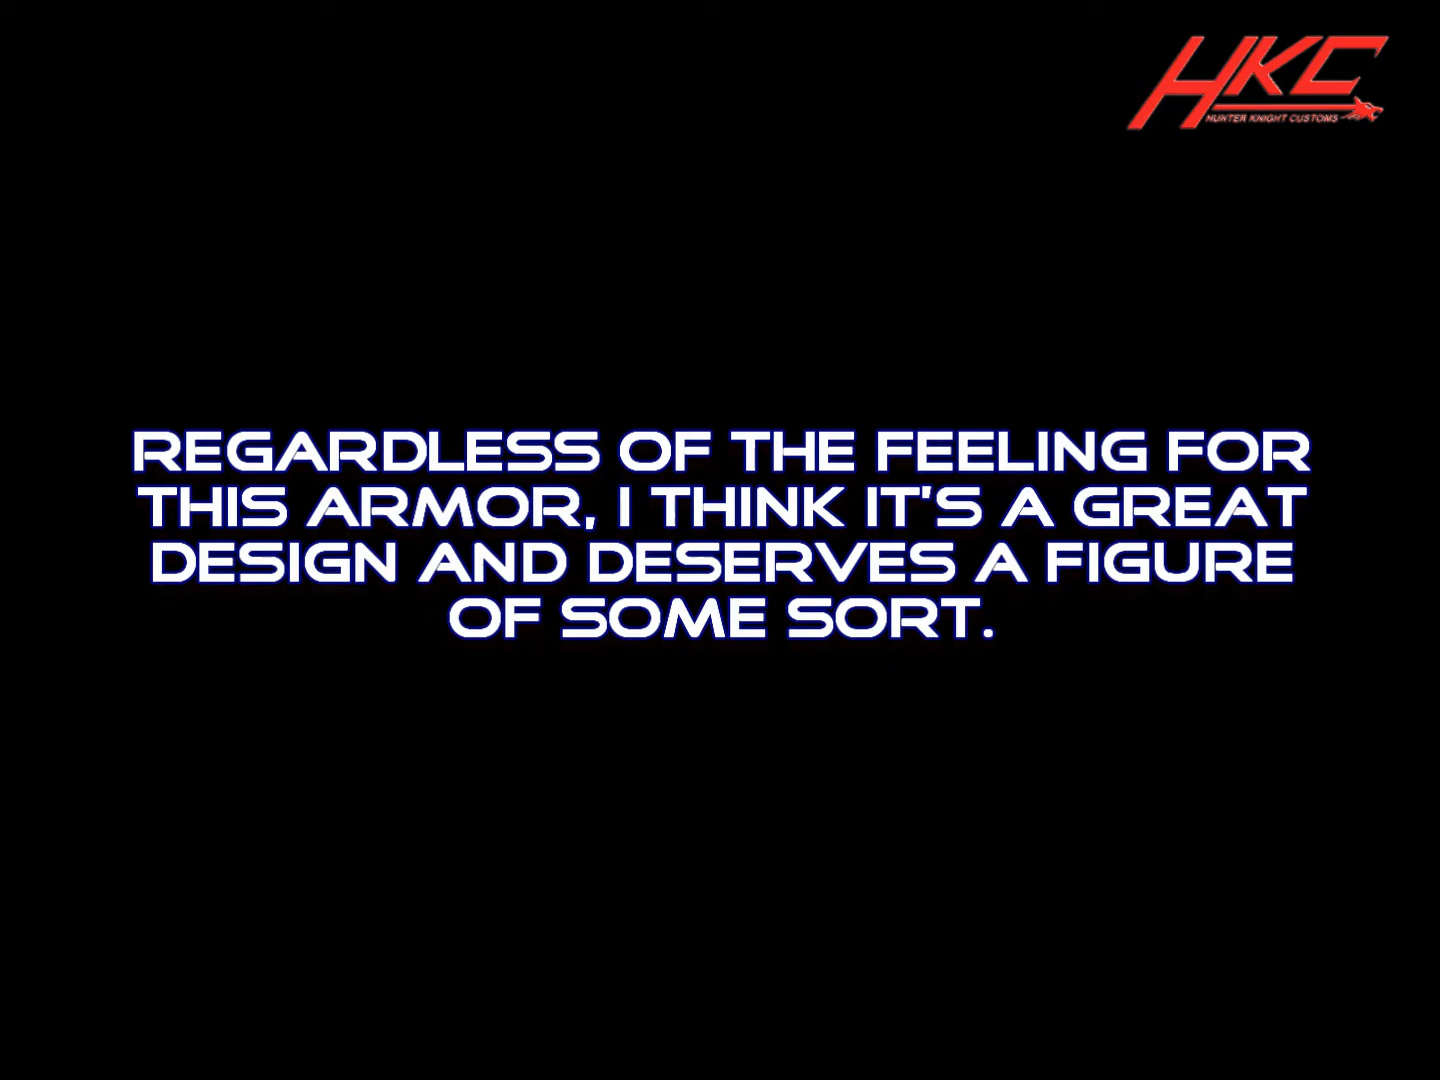 HKC
HUNTER KNIGHT CUSTOMS
REGARDLESS OF THE FEELING FOR
THIS ARMOR, I THINK IT'S A GREAT
DESIGN AND DESERVES A FIGURE
OF SOME SORT.